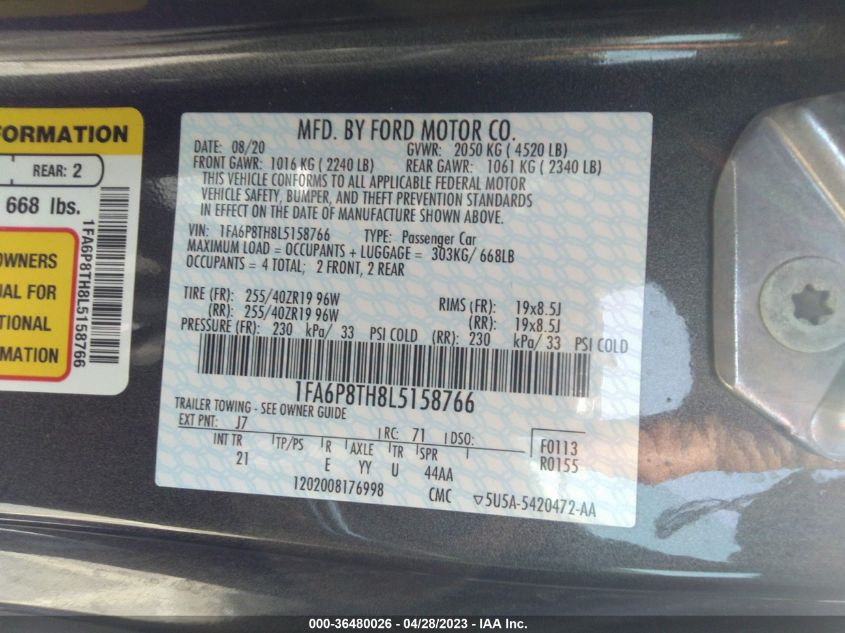 FORMATION
REAR: 2
668 lbs.
OWNERS
UAL FOR
TIONAL
RMATION
1FA6P8TH8L5158766
MFD. BY FORD MOTOR CO.
DATE: 08/20 GVWR: 2050 KG ( 4520 LB)
FRONT GAWR: 1016 KG ( 2240 LB) REAR GAWR: 1061 KG ( 2340 LB)
THIS VEHICLE CONFORMS TO ALL APPLICABLE FEDERAL MOTOR
VEHICLE SAFETY, BUMPER, AND THEFT PREVENTION STANDARDS
IN EFFECT ON THE DATE OF MANUFACTURE SHOWN ABOVE.
VIN: 1FA6P8TH8L5158766 TYPE: Passenger Car
MAXIMUM LOAD = OCCUPANTS + LUGGAGE = 303KG/ 668LB
OCCUPANTS = 4 TOTAL; 2 FRONT, 2 REAR
TIRE (FR): 255/40ZR19 96W RIMS (FR): 19x8.5J
(RR): 255/40ZR19 96W (RR): 19x8.5J
PRESSURE (FR): 230 kPa/ 33 PSI COLD (RR): 230 kPa/ 33 PSI COLD
1FA6P8TH8L5158766
TRAILER TOWING - SEE OWNER GUIDE
EXT PNT: J7 RC: 71 DSO:
INT TR TP/PS R AXLE TR SPR F0113
21 E YY U 44AA R0155
1202008176998 CMC ▽5U5A-5420472-AA
000-36480026 - 04/28/2023 - IAA Inc.